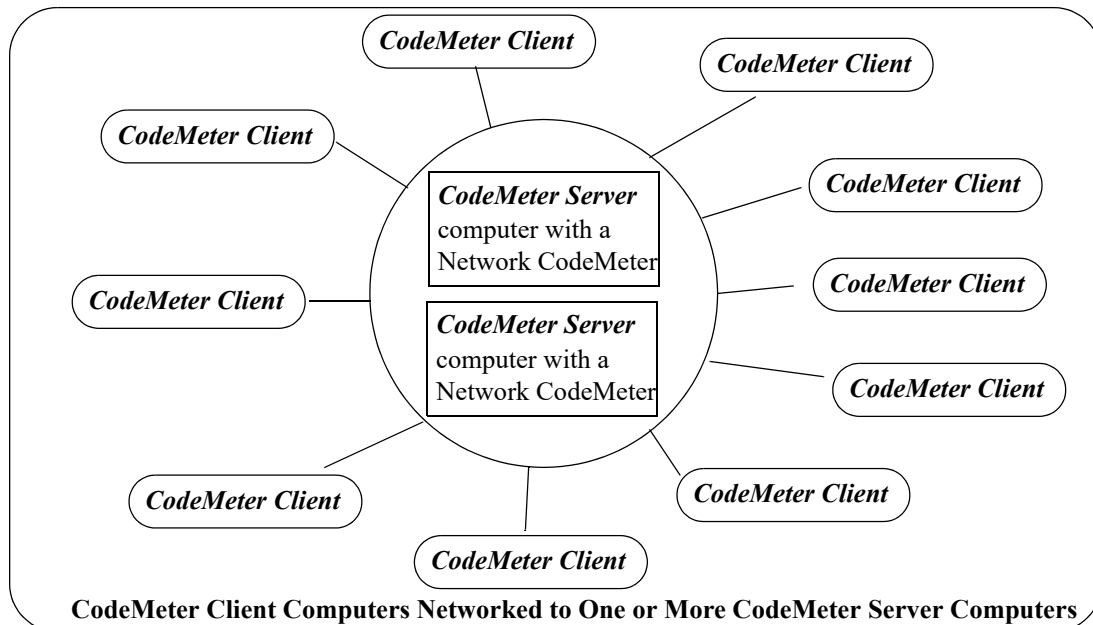 CodeMeter Client
CodeMeter Client
CodeMeter Client
CodeMeter Client
CodeMeter Server
computer with a
Network CodeMeter
CodeMeter Client
CodeMeter Client
CodeMeter Server
computer with a
Network CodeMeter
CodeMeter Client
CodeMeter Client
CodeMeter Client
CodeMeter Client
CodeMeter Client Computers Networked to One or More CodeMeter Server Computers